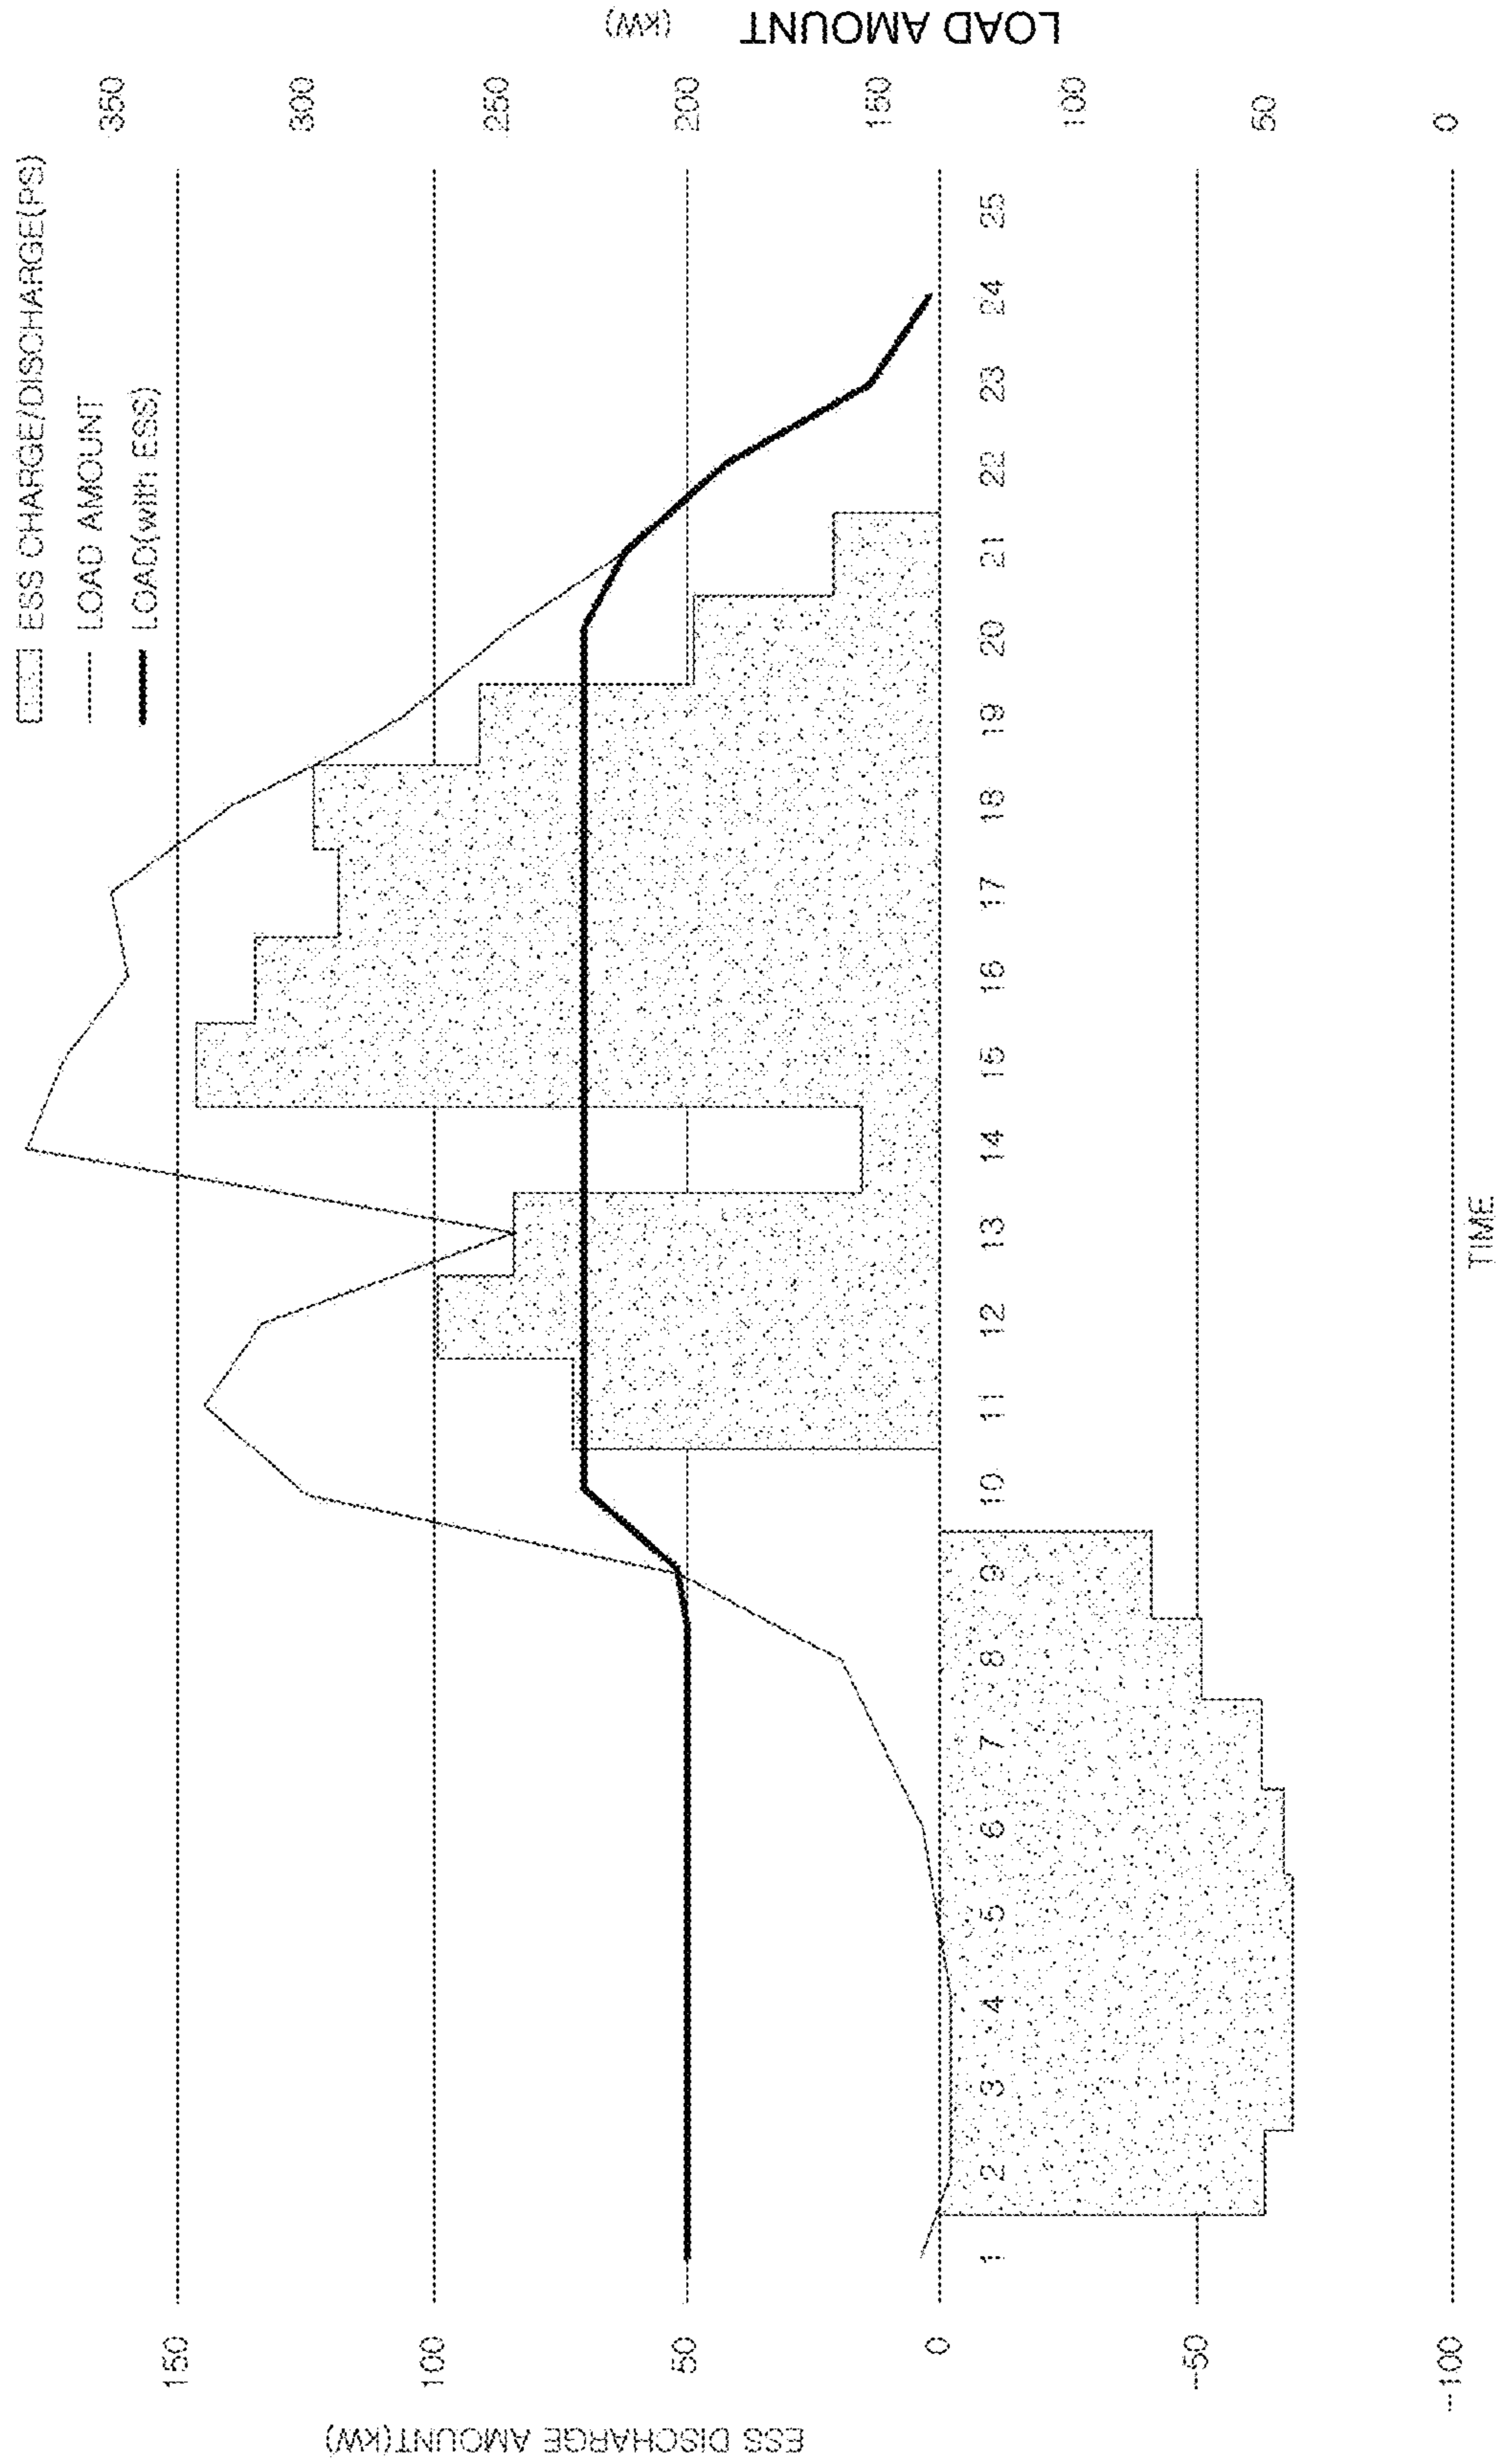 ESS CHARGE/DISCHARGE(PS)
LOAD AMOUNT
LOAD(with ESS)
ESS DISCHARGE AMOUNT(kW)
150
100
50
0
-50
-100
1 2 3 4 5 6 7 8 9 10 11 12 13 14 15 16 17 18 19 20 21 22 23 24 25
TIME
350
300
250
200
150
100
50
0
(kW)
LOAD AMOUNT